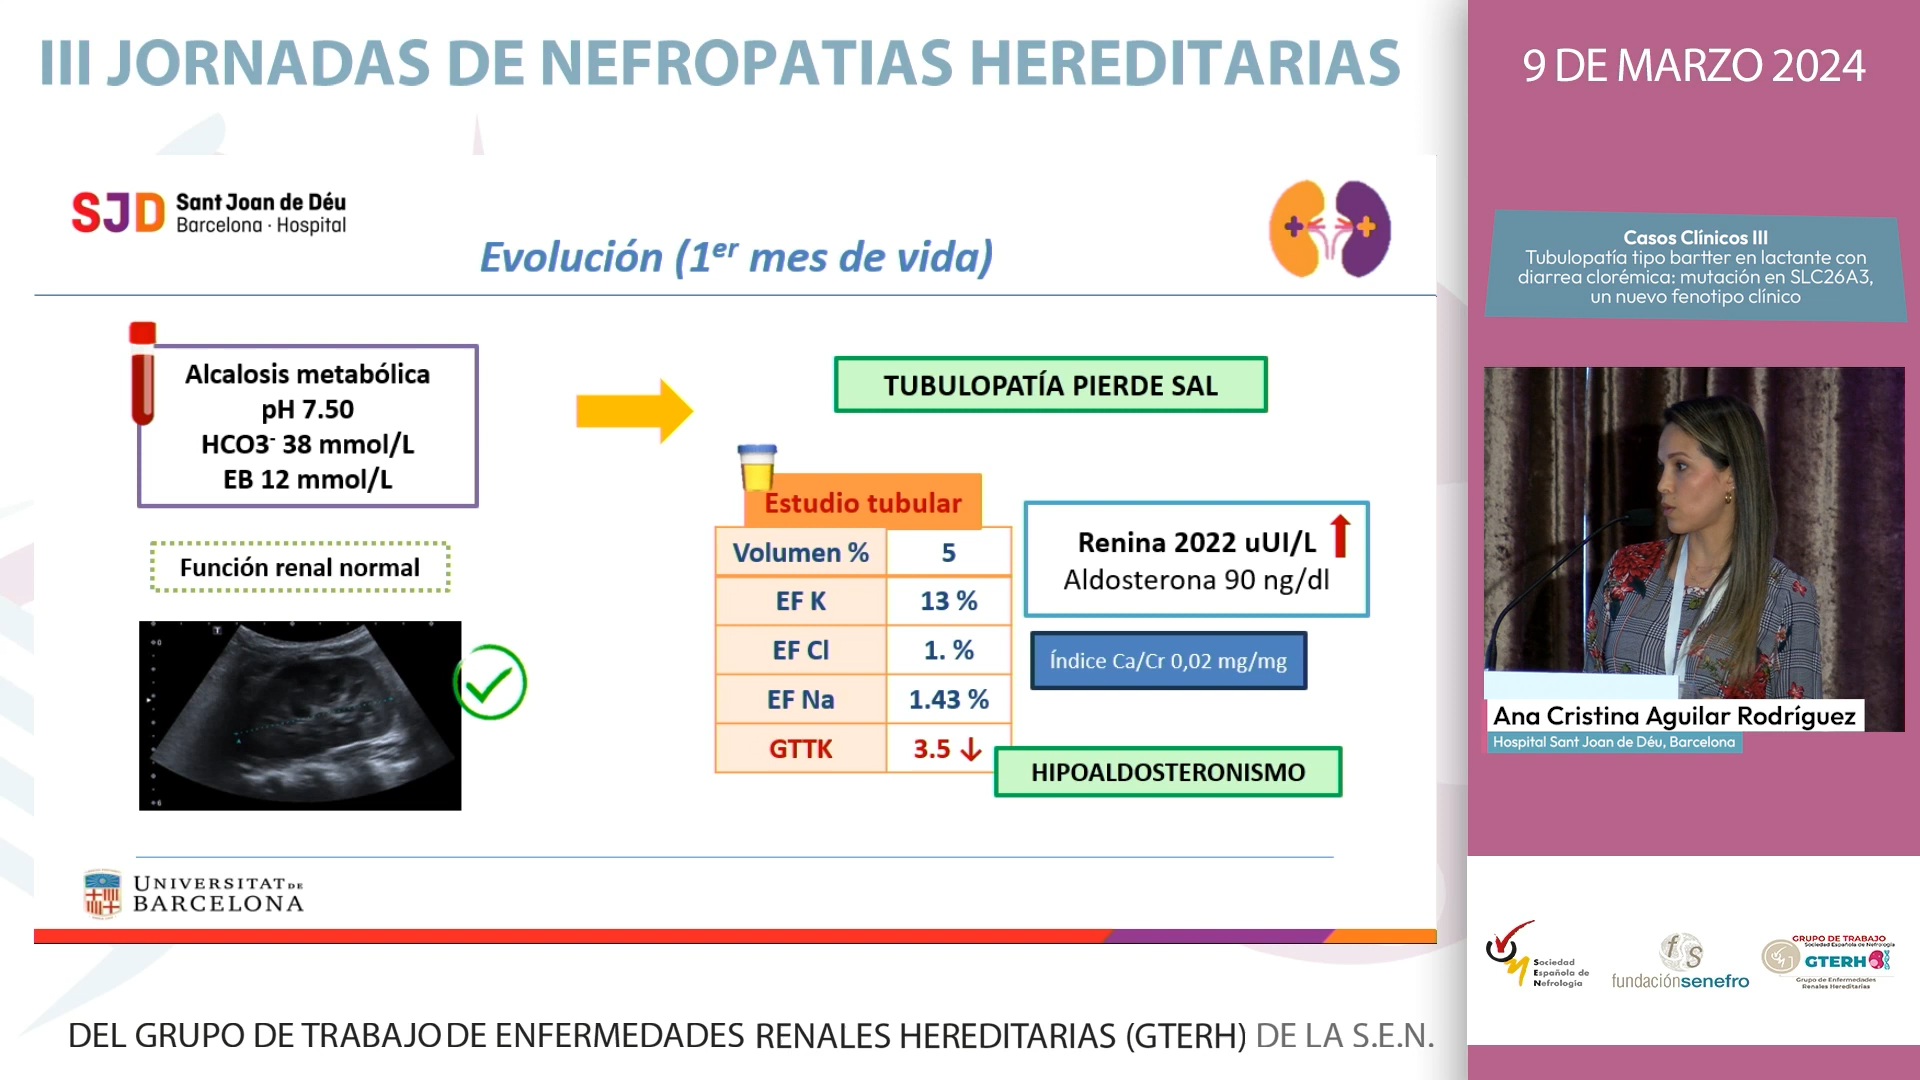 III JORNADAS DE NEFROPATIAS HEREDITARIAS
9 DE MARZO 2024
SJD Sant Joan de Déu
Barcelona · Hospital
Evolución (1er mes de vida)
Alcalosis metabólica
pH 7.50
HCO3- 38 mmol/L
EB 12 mmol/L
Función renal normal
TUBULOPATÍA PIERDE SAL
Estudio tubular
Volumen % 5
EF K 13 %
EF Cl 1. %
EF Na 1.43 %
GTTK 3.5 ↓
Renina 2022 uUI/L
Aldosterona 90 ng/dl
Índice Ca/Cr 0,02 mg/mg
HIPOALDOSTERONISMO
UNIVERSITAT DE
BARCELONA
Casos Clínicos III
Tubulopatía tipo bartter en lactante con
diarrea clorémica: mutación en SLC26A3,
un nuevo fenotipo clínico
Ana Cristina Aguilar Rodríguez
Hospital Sant Joan de Déu, Barcelona
Sociedad
Española de
Nefrología
fundaciónsenefro
GRUPO DE TRABAJO
Sociedad Española de Nefrología
GTERH
Grupo de Enfermedades
Renales Hereditarias
DEL GRUPO DE TRABAJO DE ENFERMEDADES RENALES HEREDITARIAS (GTERH) DE LA S.E.N.